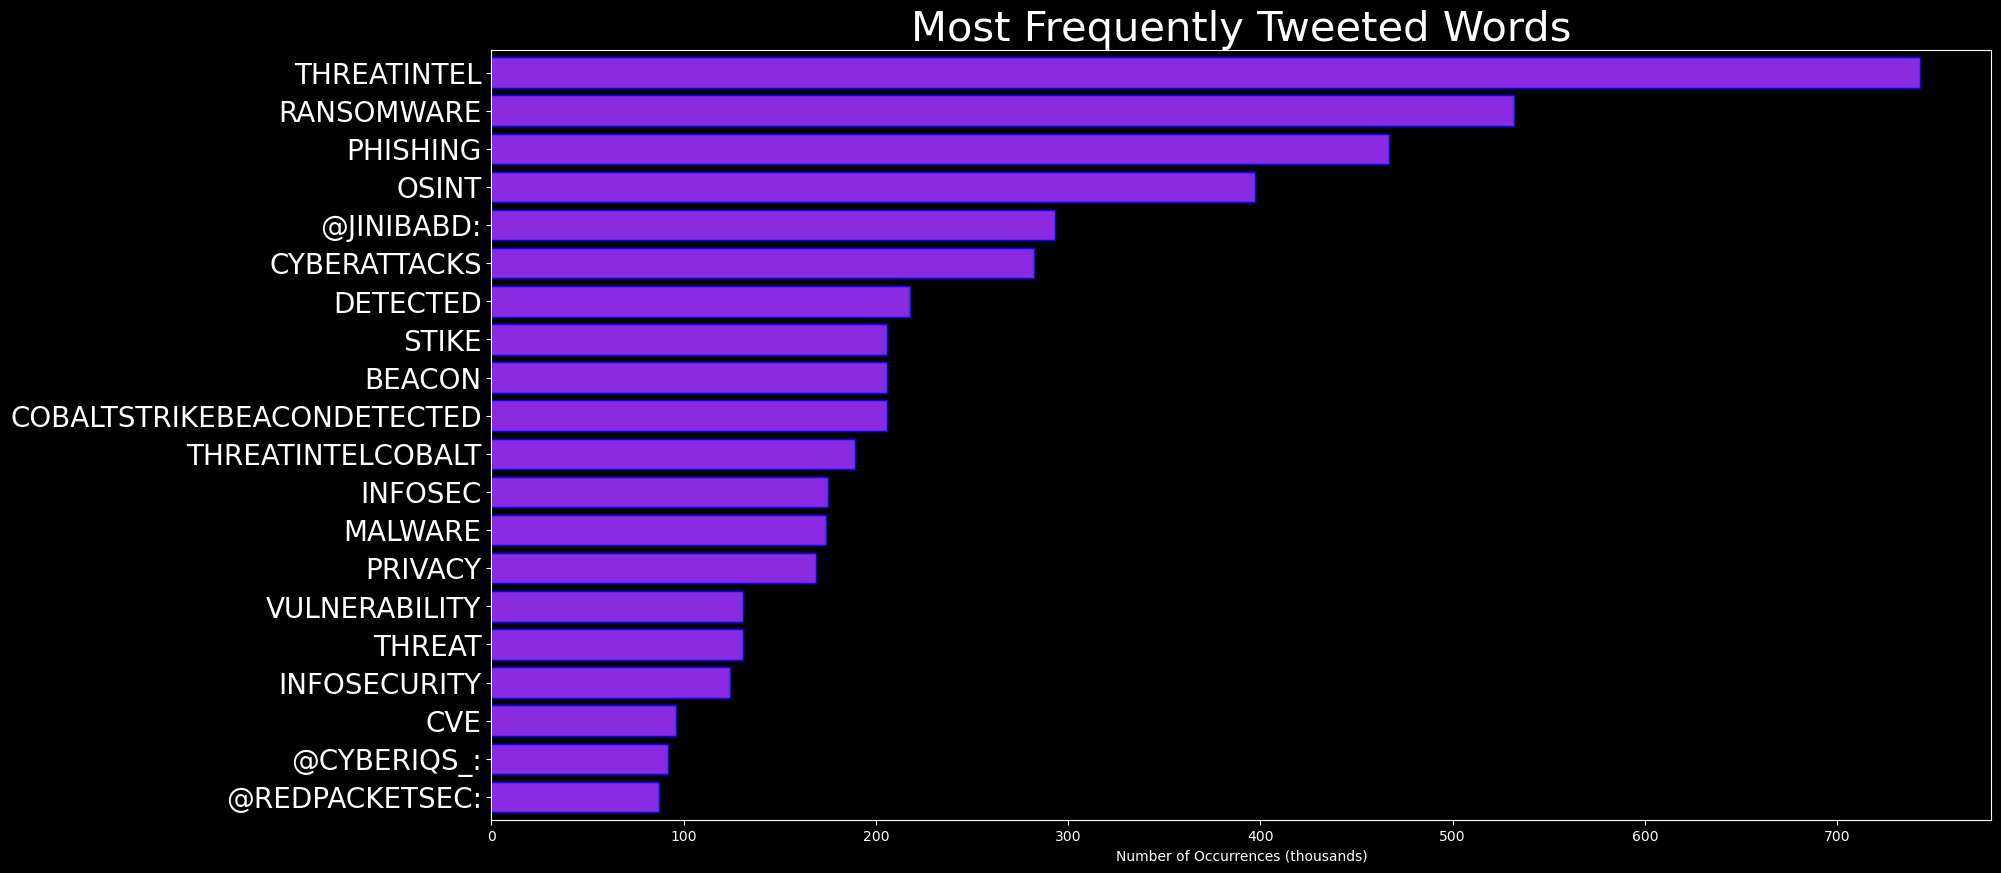 Most Frequently Tweeted Words
THREATINTEL
RANSOMWARE
PHISHING
OSINT
@JINIBABD:
CYBERATTACKS
DETECTED
STIKE
BEACON
COBALTSTRIKEBEACONDETECTED
THREATINTELCOBALT
INFOSEC
MALWARE
PRIVACY
VULNERABILITY
THREAT
INFOSECURITY
CVE
@CYBERIQS_:
@REDPACKETSEC:
0 100 200 300 400 500 600 700
Number of Occurrences (thousands)